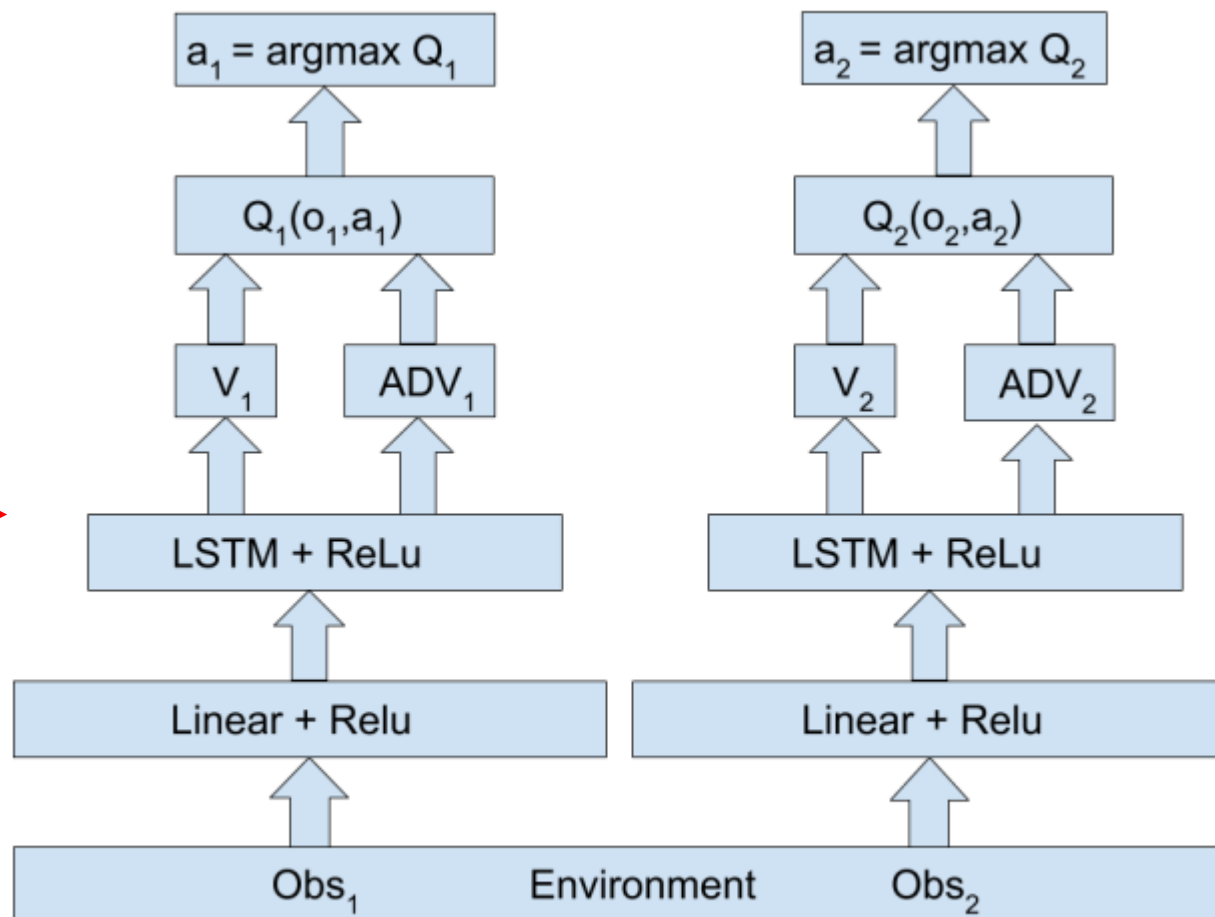 a₁ = argmax Q₁
a₂ = argmax Q₂
Q₁(o₁,a₁)
Q₂(o₂,a₂)
V₁
ADV₁
V₂
ADV₂
LSTM + ReLu
LSTM + ReLu
Linear + Relu
Linear + Relu
Obs₁
Environment
Obs₂